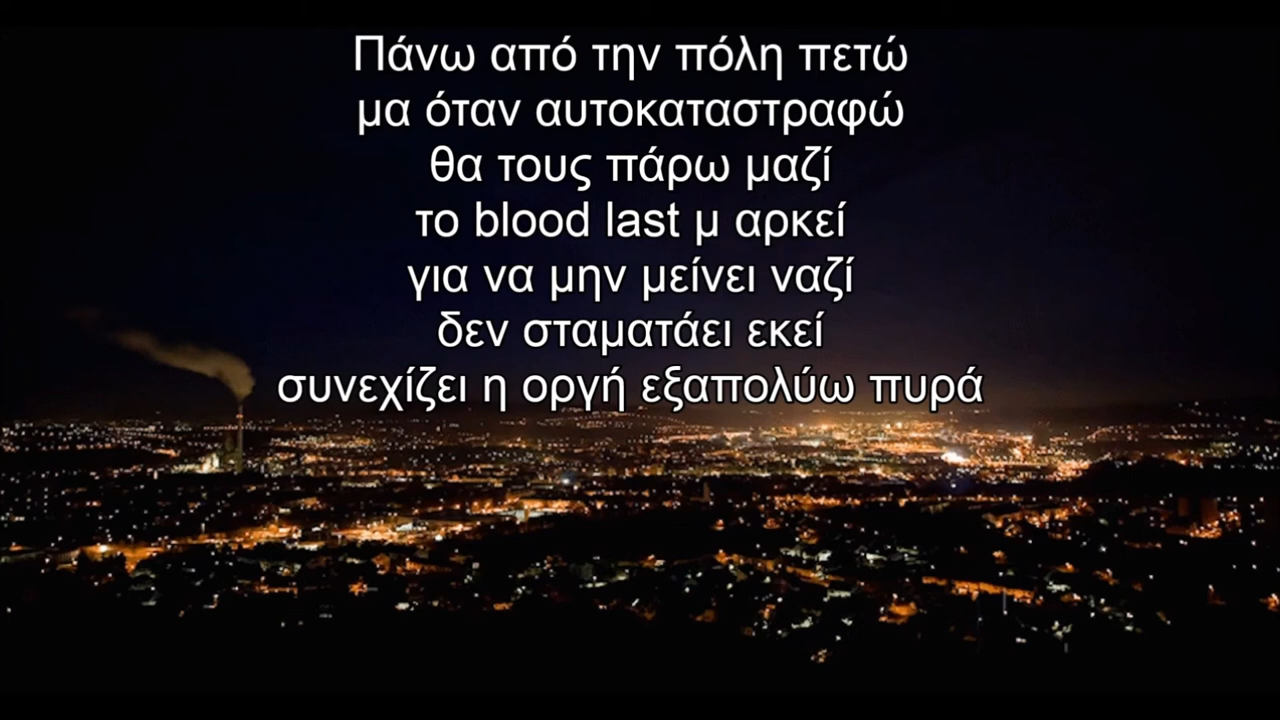 Πάνω από την πόλη πετώ
μα όταν αυτοκαταστραφώ
θα τους πάρω μαζί
το blood last μ αρκεί
για να μην μείνει ναζί
δεν σταματάει εκεί
συνεχίζει η οργή εξαπολύω πυρά